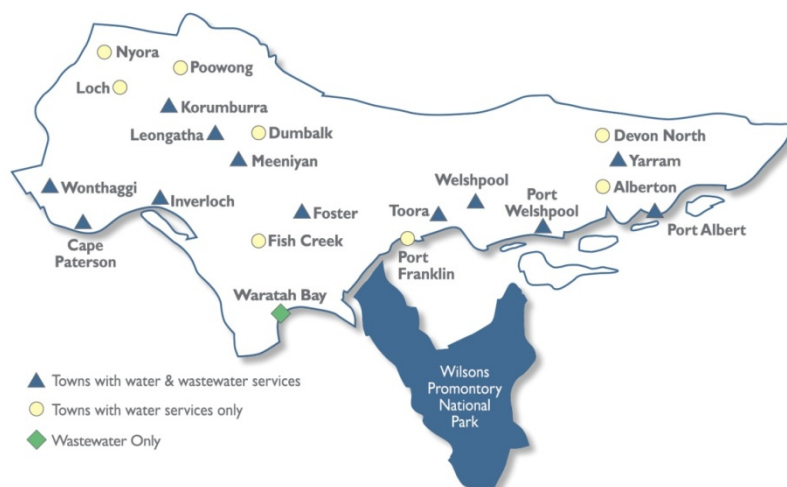 Nyora
Poowong
Loch
Korumburra
Leongatha
Dumbalk
Devon North
Meeniyan
Yarram
Wonthaggi
Inverloch
Welshpool
Alberton
Foster
Toora
Port
Welshpool
Port Albert
Cape
Paterson
Fish Creek
Port
Franklin
Waratah Bay
Wilsons
Promontory
National
Park
Towns with water & wastewater services
Towns with water services only
Wastewater Only